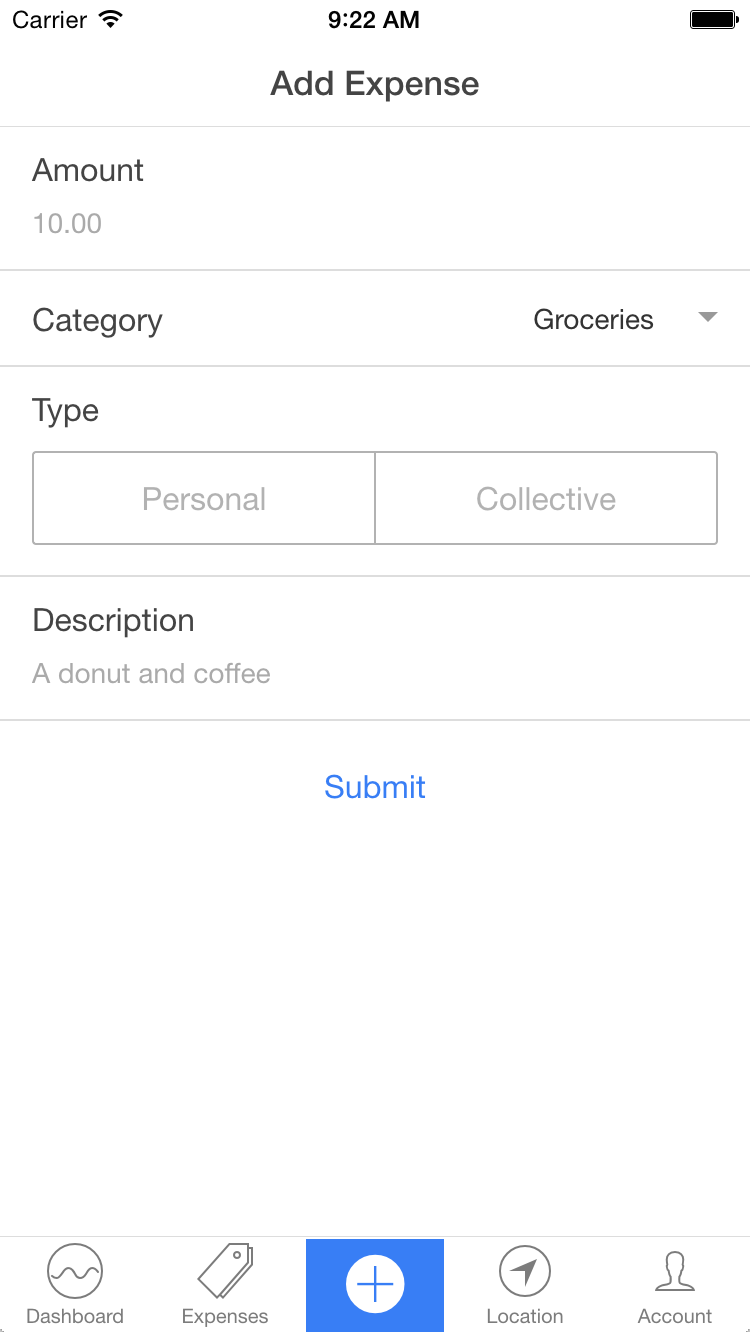 Carrier 9:22 AM
Add Expense
Amount
10.00
Category Groceries
Type
Personal Collective
Description
A donut and coffee
Submit
Dashboard Expenses Location Account